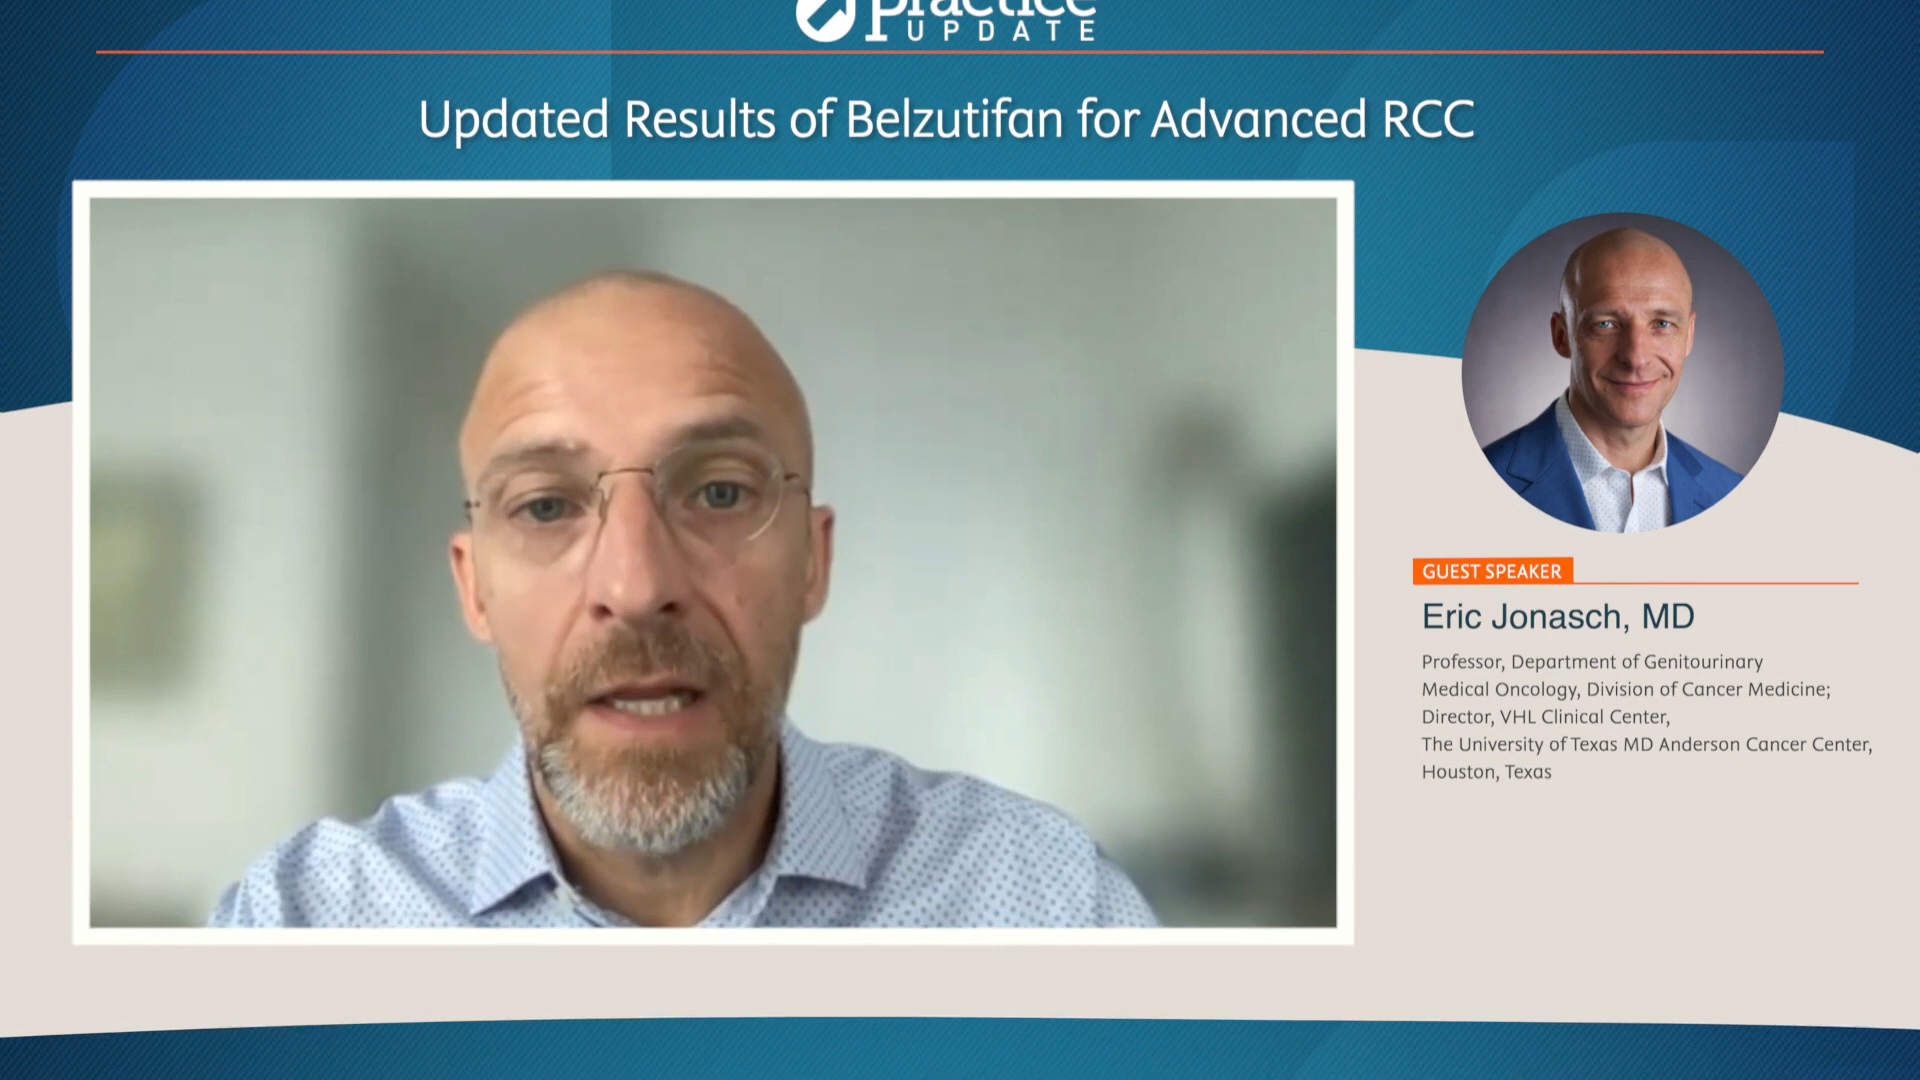 practice
UPDATE
Updated Results of Belzutifan for Advanced RCC
GUEST SPEAKER
Eric Jonasch, MD
Professor, Department of Genitourinary
Medical Oncology, Division of Cancer Medicine;
Director, VHL Clinical Center,
The University of Texas MD Anderson Cancer Center,
Houston, Texas